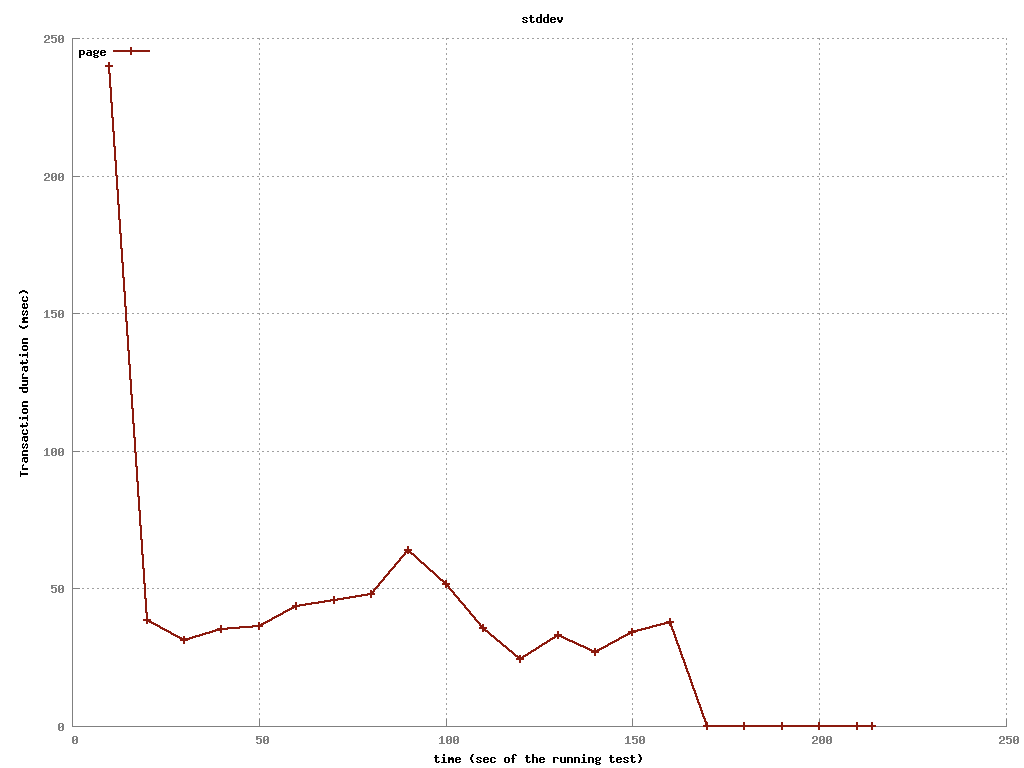 stddev
page
250
200
150
100
50
0
Transaction duration (msec)
0 50 100 150 200 250
time (sec of the running test)